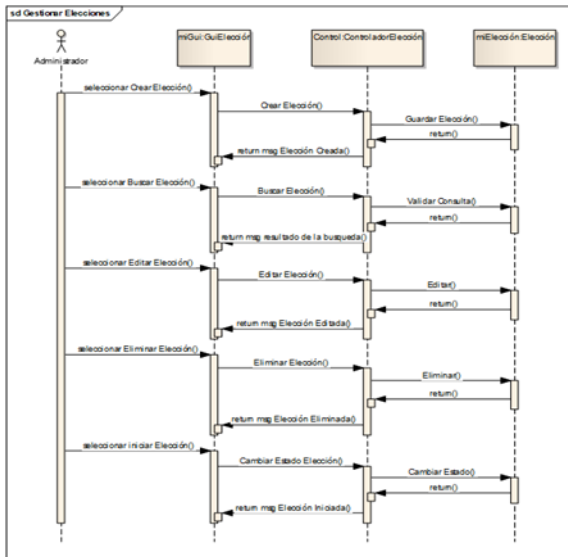 sd Gestionar Elecciones
Administrador
miGui:GuiElección
Control:ControladorElección
miElección:Elección
seleccionar Crear Elección()
Crear Elección()
Guardar Elección()
return()
return msg Elección Creada()
seleccionar Buscar Elección()
Buscar Elección()
Validar Consulta()
return()
return msg resultado de la busqueda()
seleccionar Editar Elección()
Editar Elección()
Editar()
return()
return msg Elección Editada()
seleccionar Eliminar Elección()
Eliminar Elección()
Eliminar()
return()
return msg Elección Eliminada()
seleccionar iniciar Elección()
Cambiar Estado Elección()
Cambiar Estado()
return()
return msg Elección Iniciada()